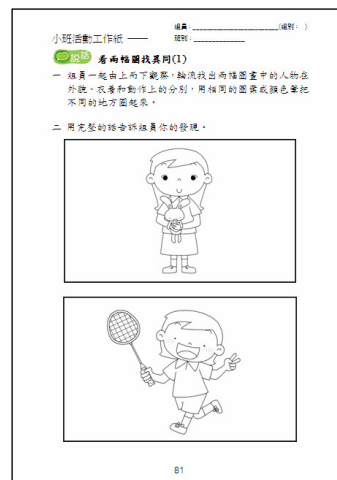 組員：____________________(組別： )
小班活動工作紙 —— 班別：____________
說話 看兩幅圖找異同(1)
一 組員一起由上而下觀察，輪流找出兩幅圖畫中的人物在
外貌、衣着和動作上的分別，用相同的圖案或顏色筆把
不同的地方圈起來。
二 用完整的話告訴組員你的發現。
81